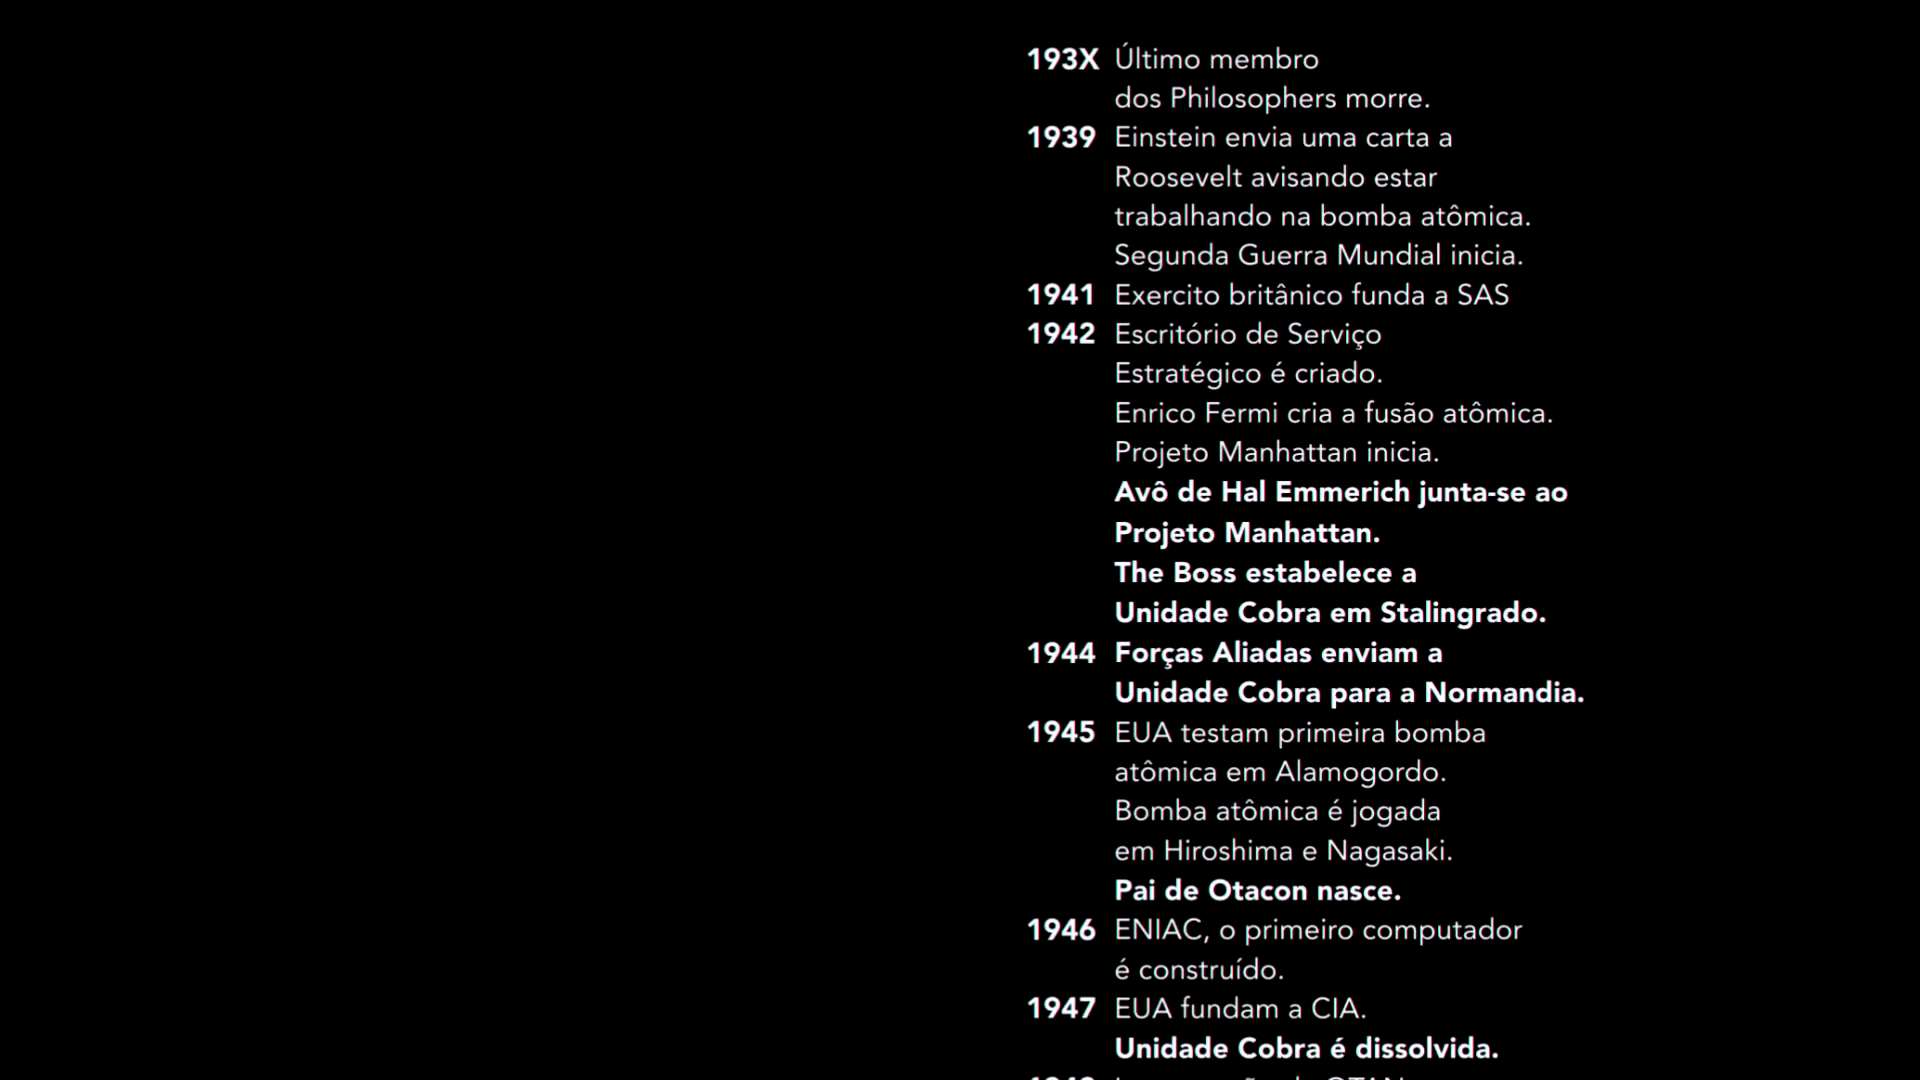 193X Último membro
dos Philosophers morre.
1939 Einstein envia uma carta a
Roosevelt avisando estar
trabalhando na bomba atômica.
Segunda Guerra Mundial inicia.
1941 Exercito britânico funda a SAS
1942 Escritório de Serviço
Estratégico é criado.
Enrico Fermi cria a fusão atômica.
Projeto Manhattan inicia.
Avô de Hal Emmerich junta-se ao
Projeto Manhattan.
The Boss estabelece a
Unidade Cobra em Stalingrado.
1944 Forças Aliadas enviam a
Unidade Cobra para a Normandia.
1945 EUA testam primeira bomba
atômica em Alamogordo.
Bomba atômica é jogada
em Hiroshima e Nagasaki.
Pai de Otacon nasce.
1946 ENIAC, o primeiro computador
é construído.
1947 EUA fundam a CIA.
Unidade Cobra é dissolvida.